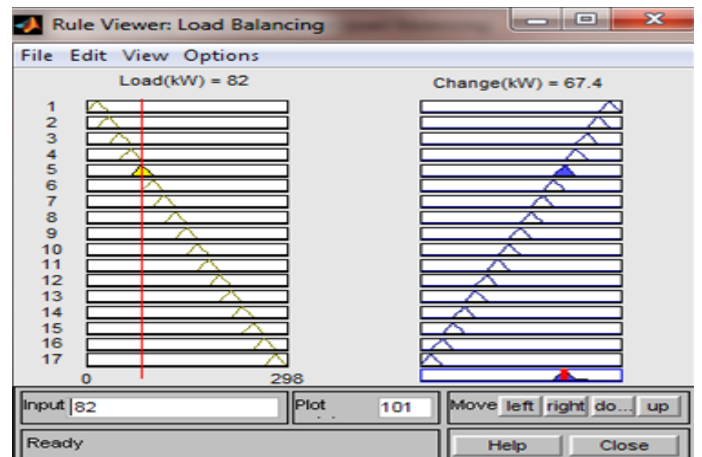 Rule Viewer: Load Balancing
File Edit View Options
Load(kW) = 82
Change(kW) = 67.4
1
2
3
4
5
6
7
8
9
10
11
12
13
14
15
16
17
0 298
Input 82
Plot 101
Move left right do... up
Ready
Help Close